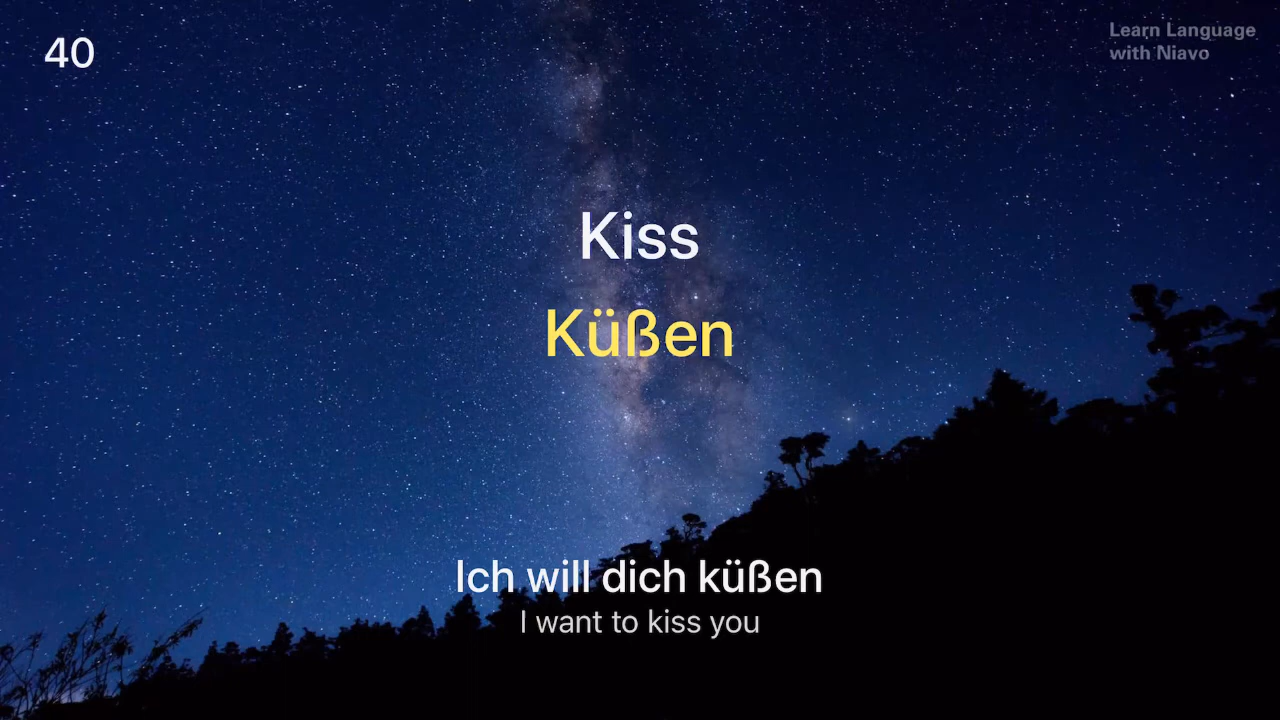 40
Learn Language
with Niavo
Kiss
Küßen
Ich will dich küßen
I want to kiss you